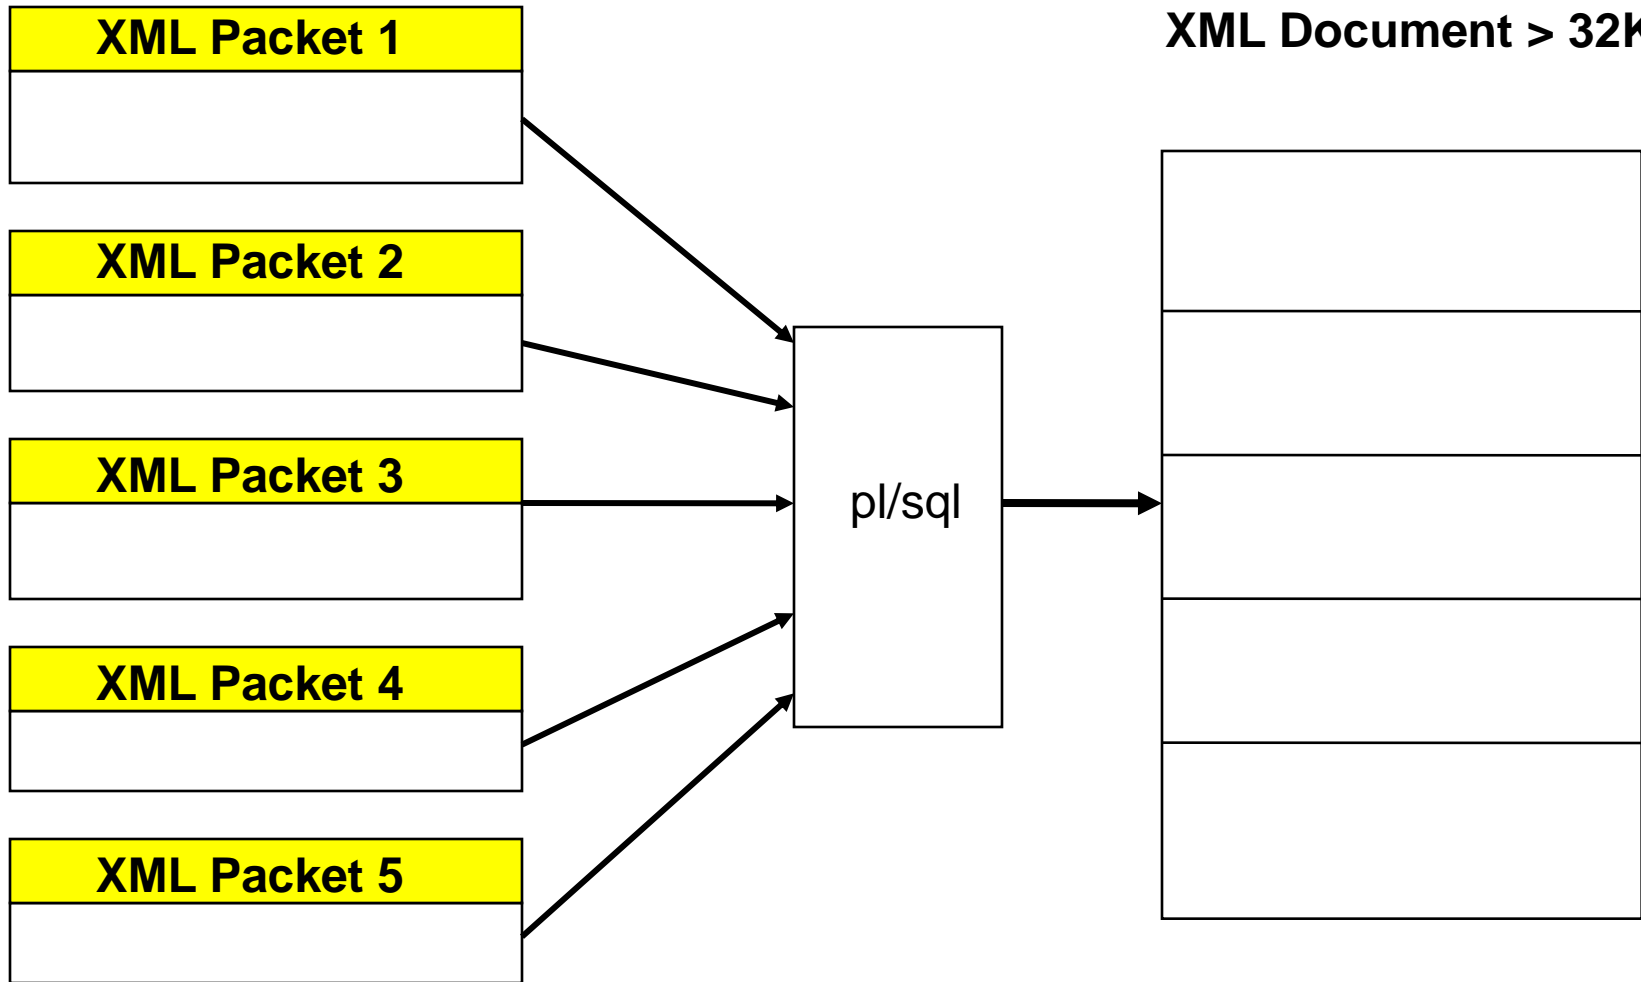 XML Packet 1
XML Document > 32K
XML Packet 2
XML Packet 3
pl/sql
XML Packet 4
XML Packet 5